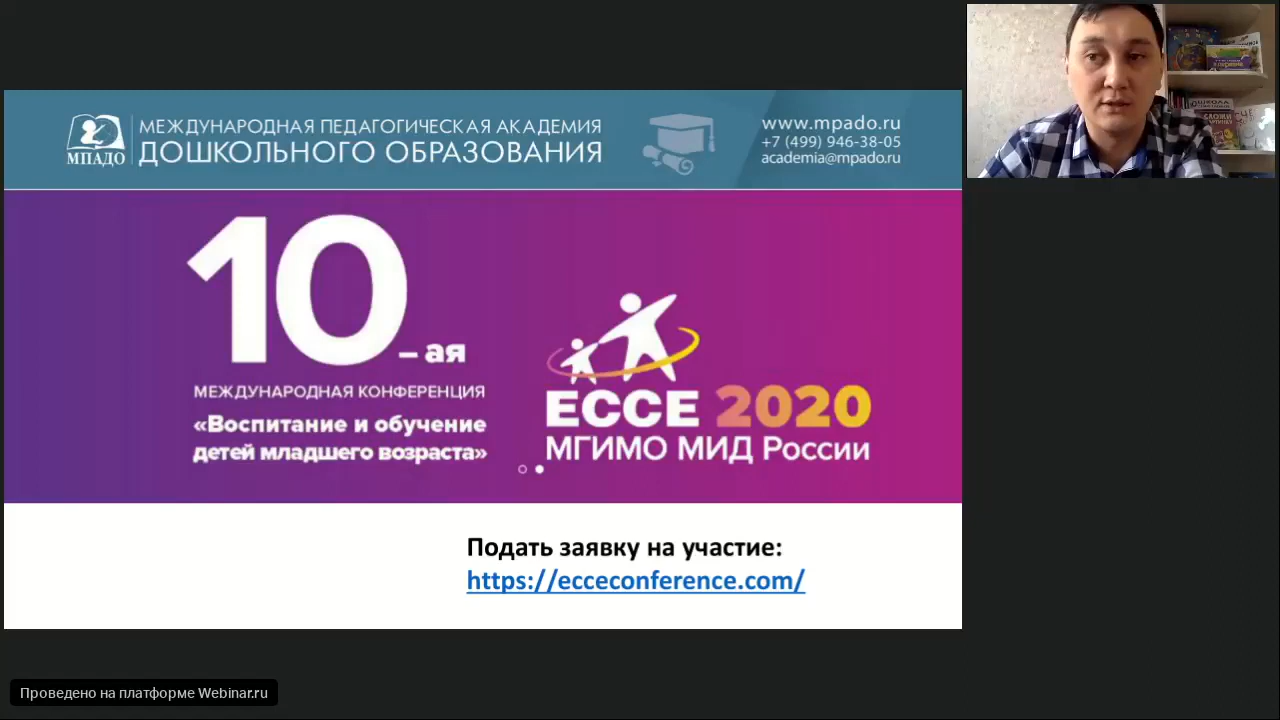 МПАДО
МЕЖДУНАРОДНАЯ ПЕДАГОГИЧЕСКАЯ АКАДЕМИЯ
ДОШКОЛЬНОГО ОБРАЗОВАНИЯ
www.mpado.ru
+7 (499) 946-38-05
academia@mpado.ru
10 – ая
МЕЖДУНАРОДНАЯ КОНФЕРЕНЦИЯ
«Воспитание и обучение
детей младшего возраста»
ECCE 2020
МГИМО МИД России
Подать заявку на участие:
https://ecceconference.com/
СЛОЖИ
Проведено на платформе Webinar.ru